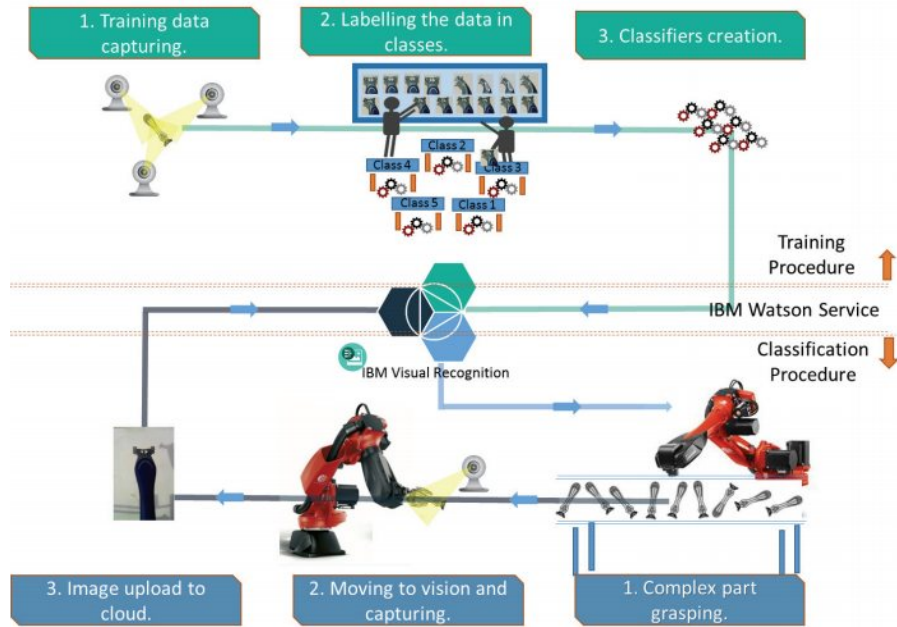 1. Training data
capturing.
2. Labelling the data in
classes.
3. Classifiers creation.
Class 2
Class 4
Class 3
Class 5
Class 1
Training
Procedure
IBM Watson Service
Classification
Procedure
IBM Visual Recognition
3. Image upload to
cloud.
2. Moving to vision and
capturing.
1. Complex part
grasping.